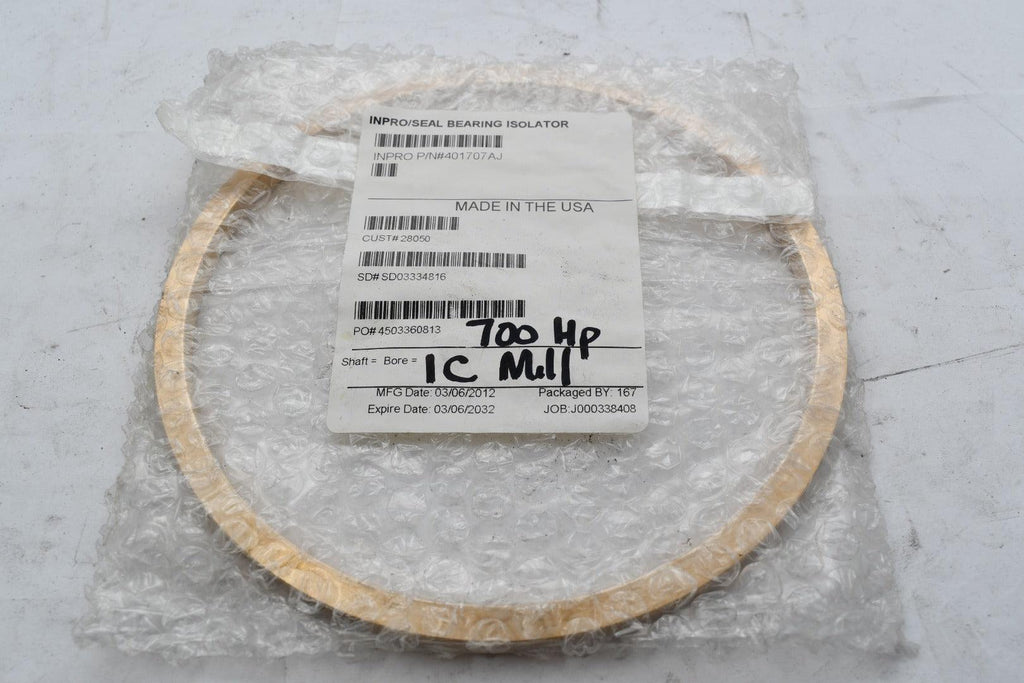 INPRO/SEAL BEARING ISOLATOR
INPRO P/N#401707AJ
MADE IN THE USA
CUST# 28050
SD# SD03334816
PO# 4503360813
700 Hp
Shaft = Bore =
1C Mill
MFG Date: 03/06/2012 Packaged BY: 167
Expire Date: 03/06/2032 JOB:J000338408